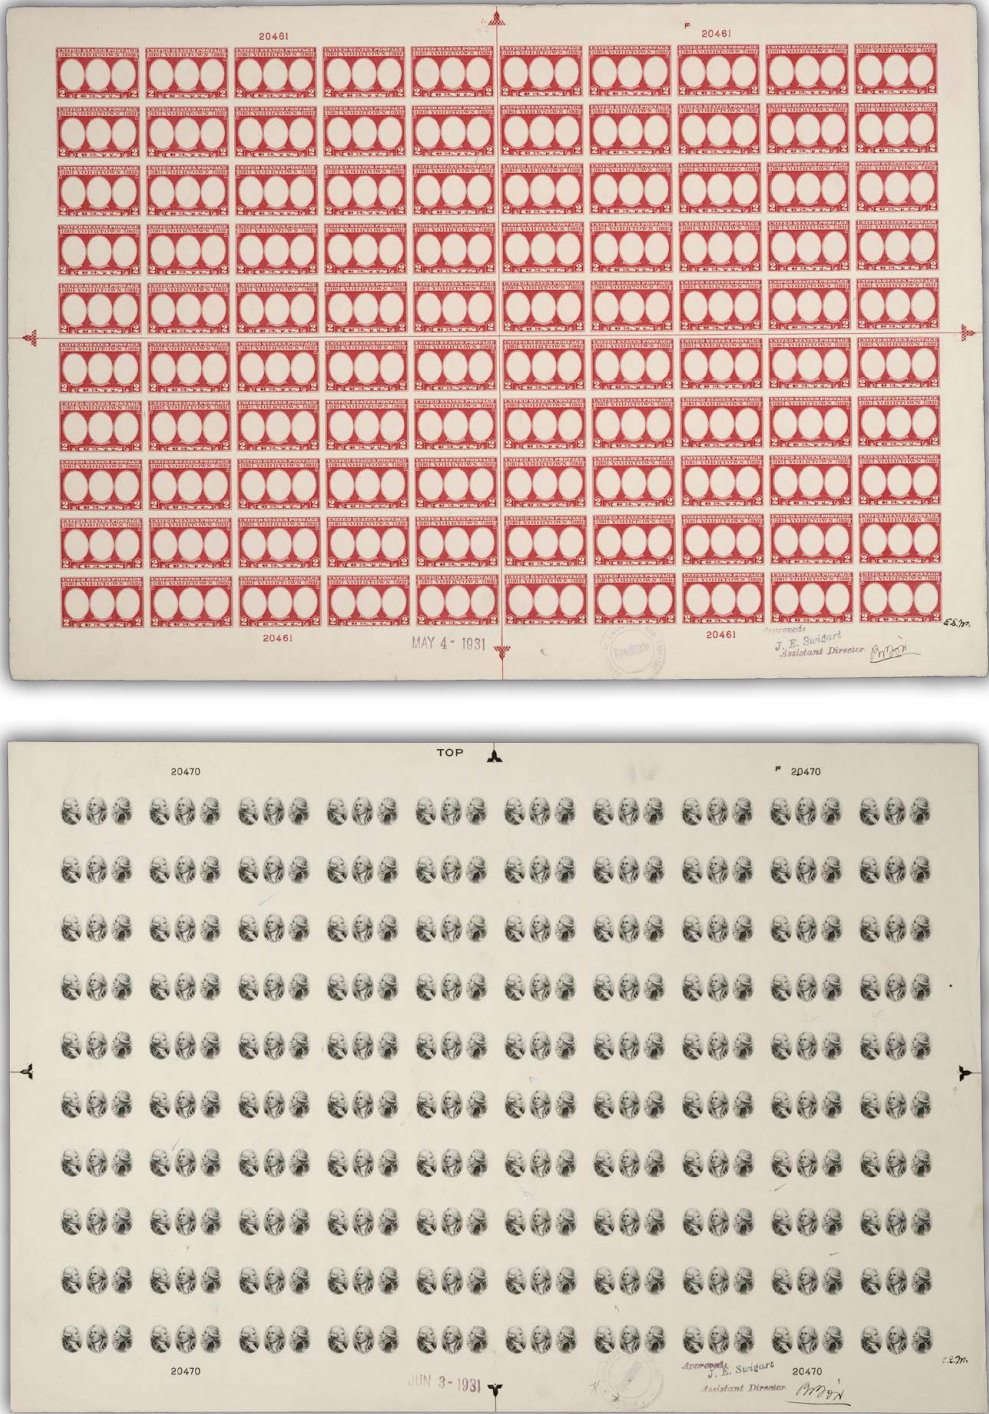 20461
F 20461
UNITED STATES POSTAGE
1781 YORKTOWN 1931
2 CENTS 2
20461
MAY 4- 1931
20461
Approved:
J. E. Swigart
Assistant Director
E.E.M.
TOP
20470
F 20470
20470
JUN 3- 1931
Approved:
J. E. Swigart
20470
Assistant Director
E.E.M.